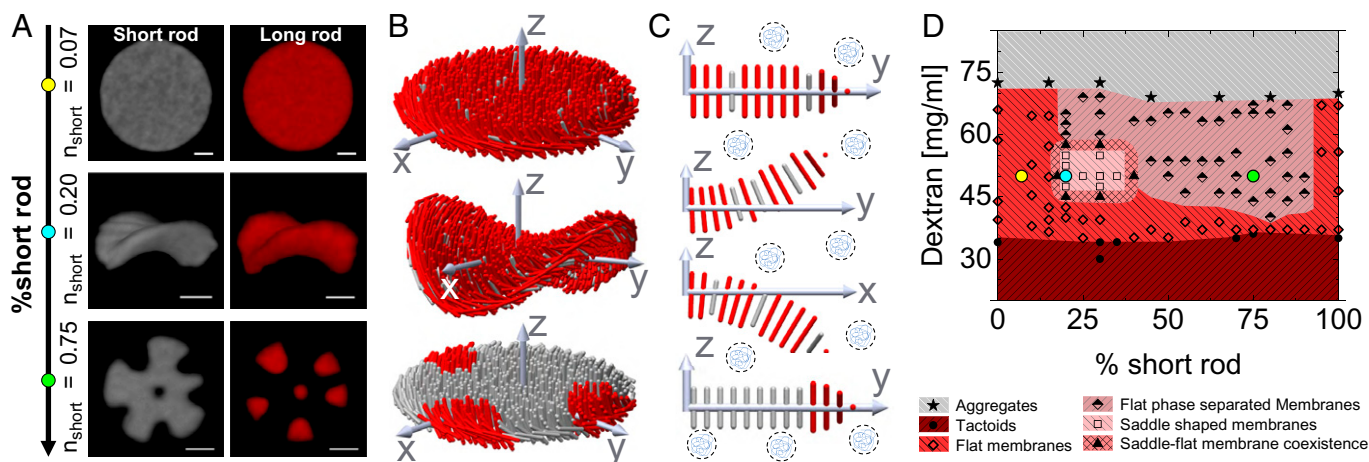 A
Short rod
Long rod
%short rod
n_short = 0.07
n_short = 0.20
n_short = 0.75
B
z
x
y
z
x
y
z
x
y
C
z
y
z
y
z
x
z
y
D
Dextran [mg/ml]
75
60
45
30
0
25
50
75
100
% short rod
Aggregates
Tactoids
Flat membranes
Flat phase separated Membranes
Saddle shaped membranes
Saddle-flat membrane coexistence